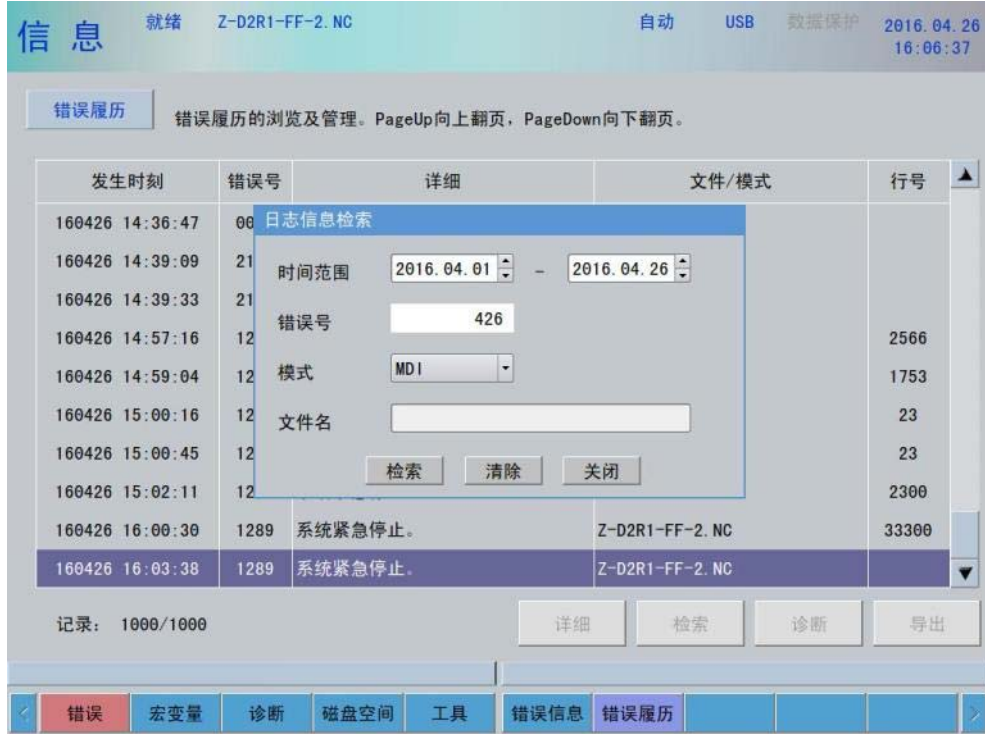 信 息 就绪 Z-D2R1-FF-2.NC 自动 USB 数据保护 2016.04.26
16:06:37
错误履历 错误履历的浏览及管理。PageUp向上翻页，PageDown向下翻页。
发生时刻 错误号 详细 文件/模式 行号
160426 14:36:47 00
160426 14:39:09 21
160426 14:39:33 21
160426 14:57:16 12 2566
160426 14:59:04 12 1753
160426 15:00:16 12 23
160426 15:00:45 12 23
160426 15:02:11 12 2300
160426 16:00:30 1289 系统紧急停止。 Z-D2R1-FF-2.NC 33300
160426 16:03:38 1289 系统紧急停止。 Z-D2R1-FF-2.NC
日志信息检索
时间范围 2016.04.01 - 2016.04.26
错误号 426
模式 MDI
文件名
检索 清除 关闭
记录： 1000/1000 详细 检索 诊断 导出
< 错误 宏变量 诊断 磁盘空间 工具 错误信息 错误履历 >